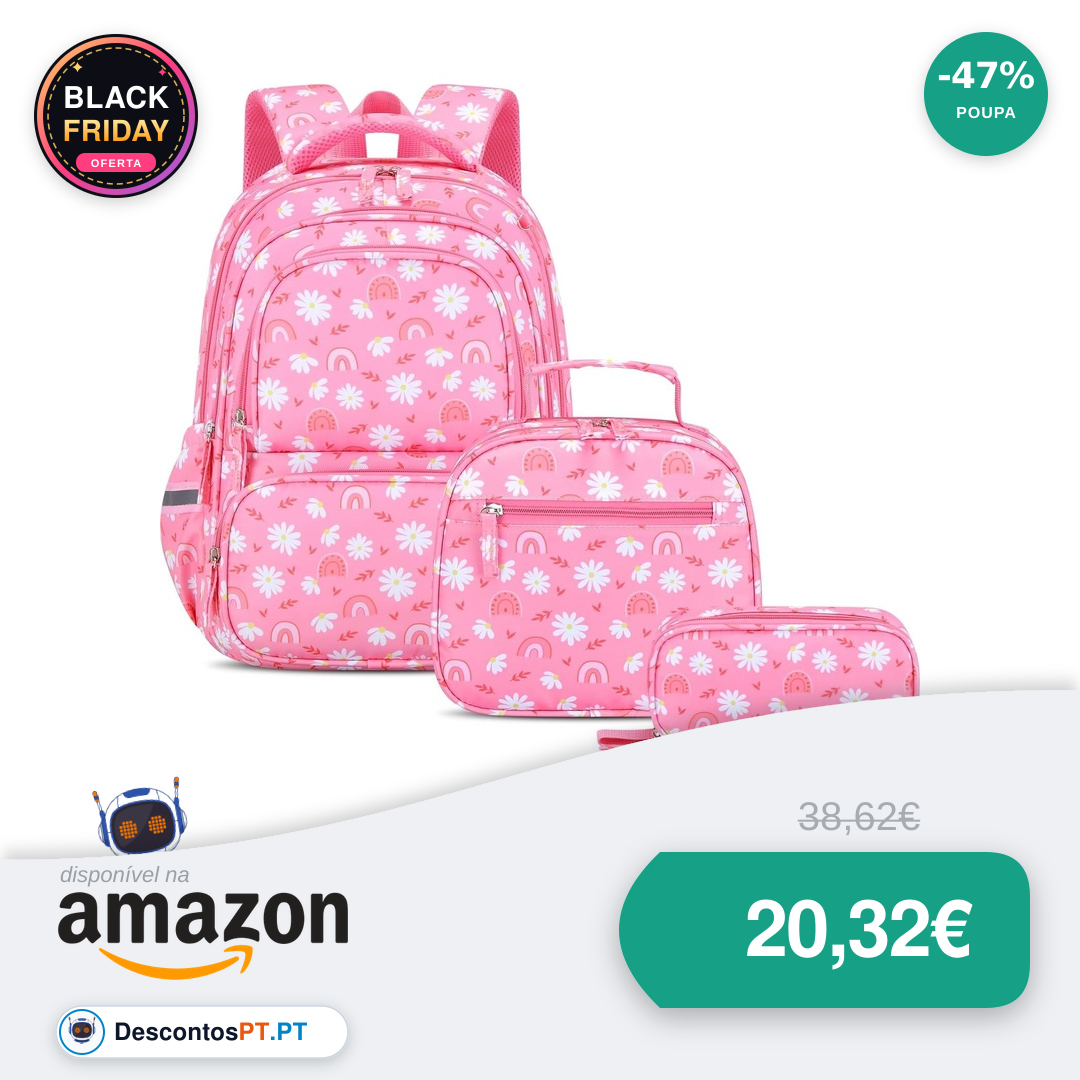 BLACK
FRIDAY
OFERTA
-47%
POUPA
38,62€
disponível na
amazon
20,32€
DescontosPT.PT